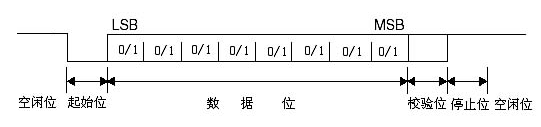 LSB MSB
0/1 0/1 0/1 0/1 0/1 0/1 0/1 0/1
空闲位 起始位 数 据 位 校验位 停止位 空闲位